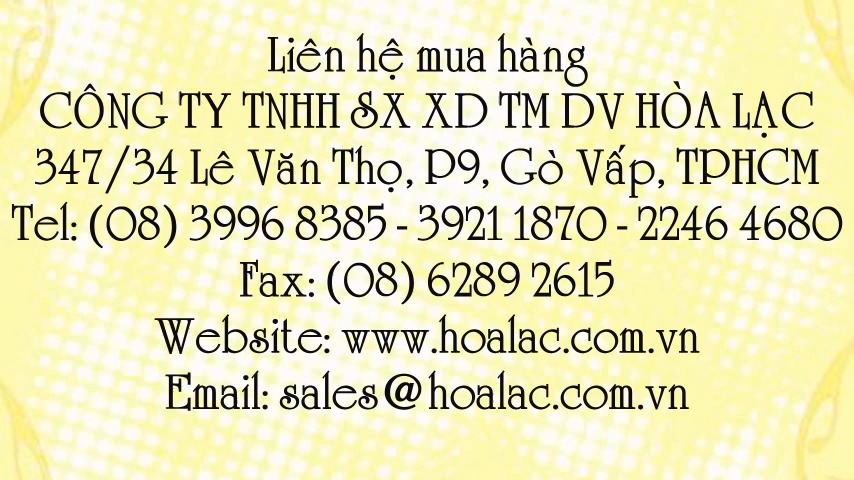 Liên hệ mua hàng
CÔNG TY TNHH SX XD TM DV HÒA LẠC
347/34 Lê Văn Thọ, P9, Gò Vấp, TPHCM
Tel: (08) 3996 8385 - 3921 1870 - 2246 4680
Fax: (08) 6289 2615
Website: www.hoalac.com.vn
Email: sales@hoalac.com.vn